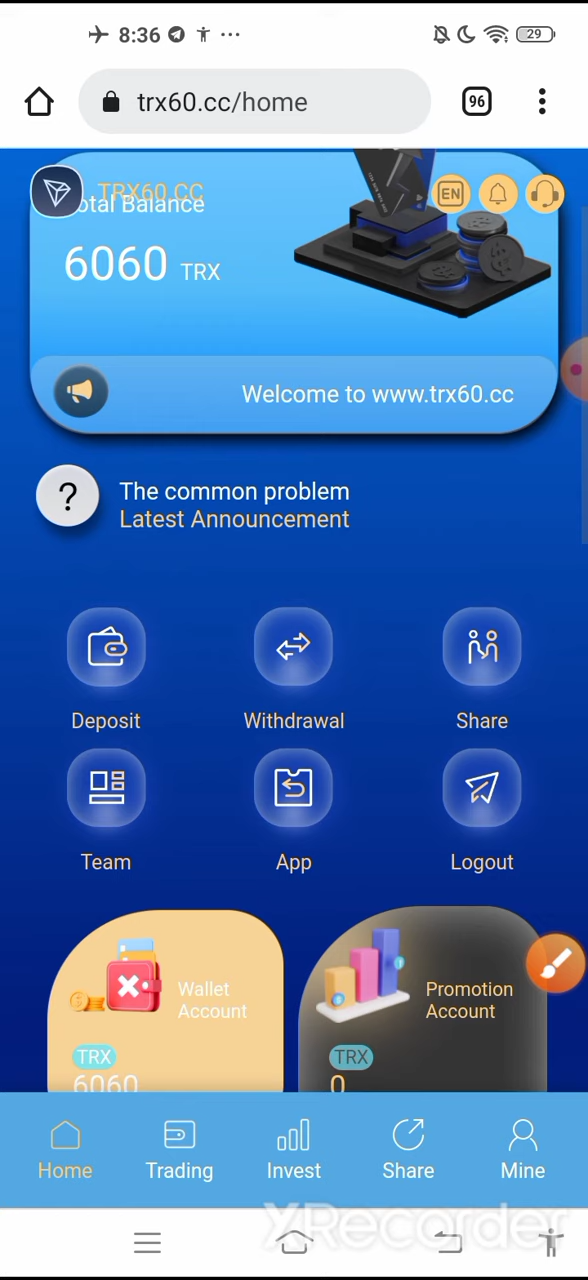 8:36
29
trx60.cc/home
96
TRX60.CC
EN
otal Balance
6060 TRX
Welcome to www.trx60.cc
?
The common problem
Latest Announcement
Deposit
Withdrawal
Share
Team
App
Logout
Wallet
Account
Promotion
Account
TRX
6060
TRX
0
Home
Trading
Invest
Share
Mine
XRecorder